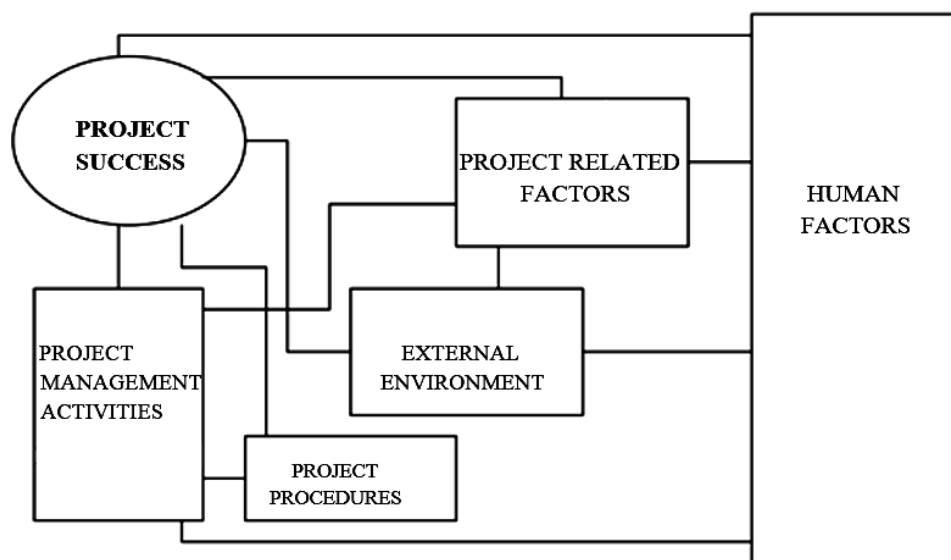 PROJECT
SUCCESS
PROJECT RELATED
FACTORS
HUMAN
FACTORS
PROJECT
MANAGEMENT
ACTIVITIES
EXTERNAL
ENVIRONMENT
PROJECT
PROCEDURES